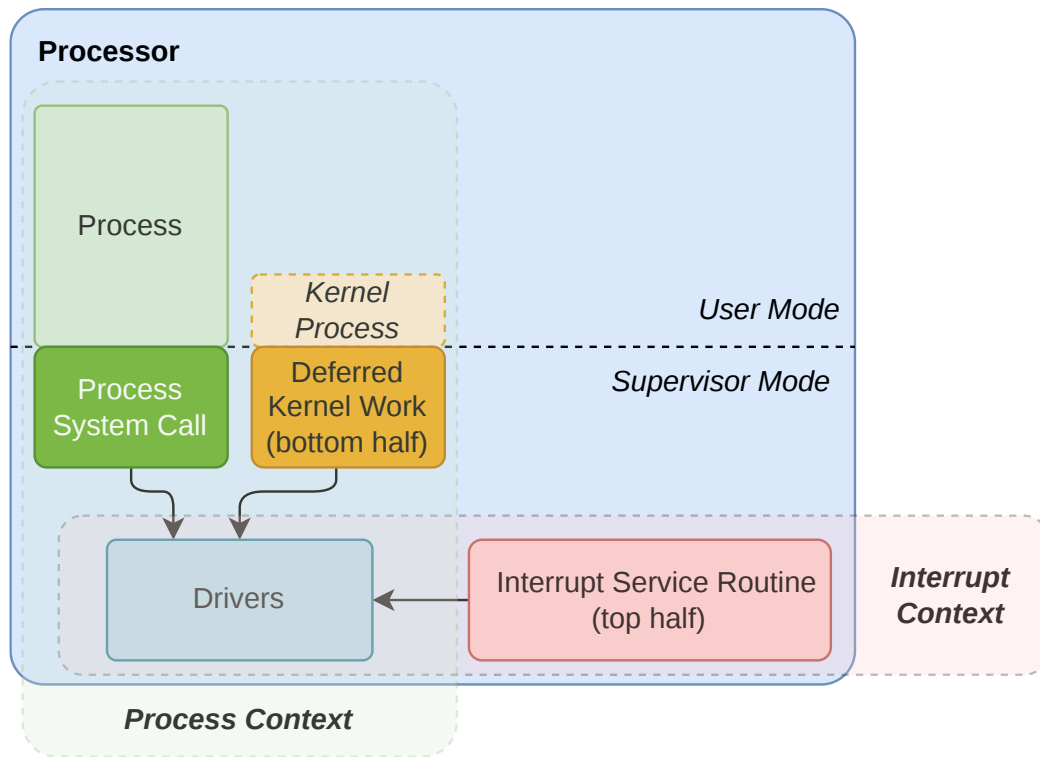 Processor
Process
Kernel
Process
User Mode
Supervisor Mode
Process
System Call
Deferred
Kernel Work
(bottom half)
Drivers
Interrupt Service Routine
(top half)
Interrupt
Context
Process Context